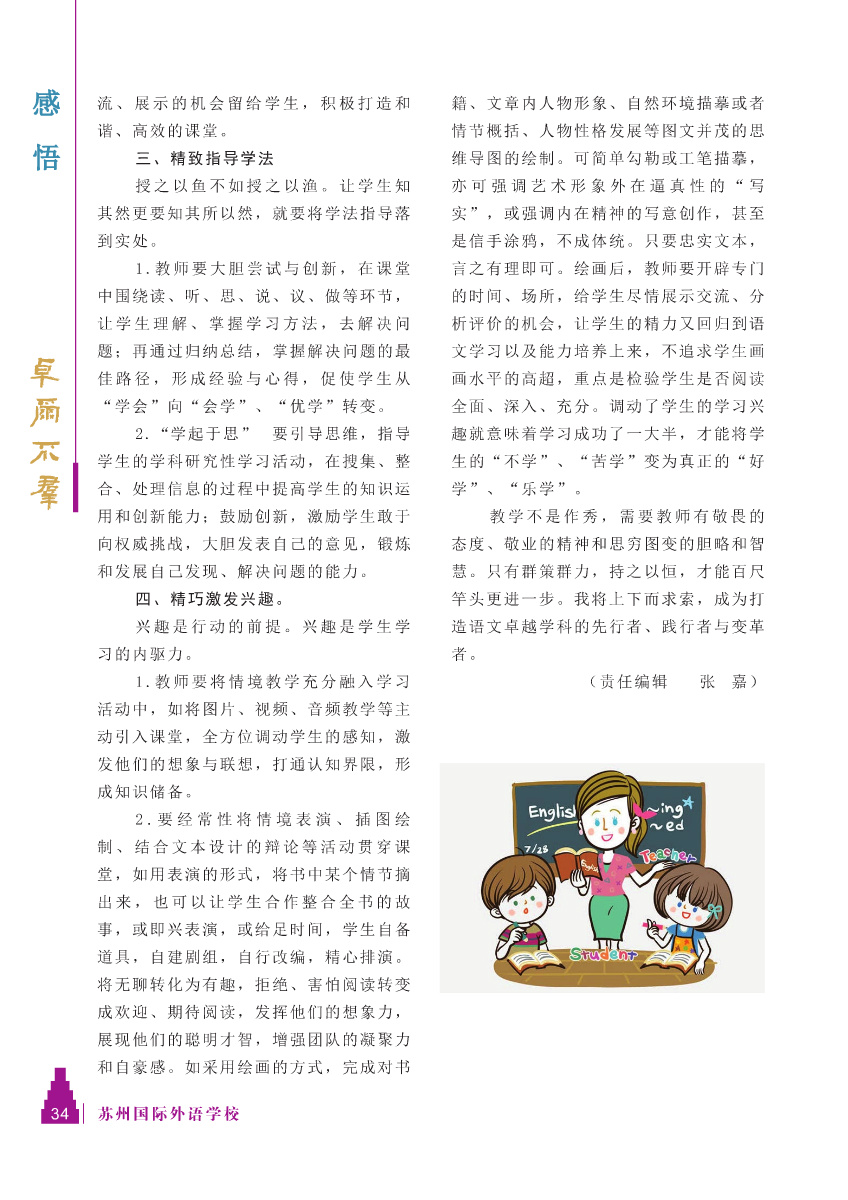 感
悟
卓尔不群
流、展示的机会留给学生，积极打造和
谐、高效的课堂。
三、精致指导学法
授之以鱼不如授之以渔。让学生知
其然更要知其所以然，就要将学法指导落
到实处。
1.教师要大胆尝试与创新，在课堂
中围绕读、听、思、说、议、做等环节，
让学生理解、掌握学习方法，去解决问
题；再通过归纳总结，掌握解决问题的最
佳路径，形成经验与心得，促使学生从
“学会”向“会学”、“优学”转变。
2.“学起于思” 要引导思维，指导
学生的学科研究性学习活动，在搜集、整
合、处理信息的过程中提高学生的知识运
用和创新能力；鼓励创新，激励学生敢于
向权威挑战，大胆发表自己的意见，锻炼
和发展自己发现、解决问题的能力。
四、精巧激发兴趣。
兴趣是行动的前提。兴趣是学生学
习的内驱力。
1.教师要将情境教学充分融入学习
活动中，如将图片、视频、音频教学等主
动引入课堂，全方位调动学生的感知，激
发他们的想象与联想，打通认知界限，形
成知识储备。
2.要经常性将情境表演、插图绘
制、结合文本设计的辩论等活动贯穿课
堂，如用表演的形式，将书中某个情节摘
出来，也可以让学生合作整合全书的故
事，或即兴表演，或给足时间，学生自备
道具，自建剧组，自行改编，精心排演。
将无聊转化为有趣，拒绝、害怕阅读转变
成欢迎、期待阅读，发挥他们的想象力，
展现他们的聪明才智，增强团队的凝聚力
和自豪感。如采用绘画的方式，完成对书
籍、文章内人物形象、自然环境描摹或者
情节概括、人物性格发展等图文并茂的思
维导图的绘制。可简单勾勒或工笔描摹，
亦可强调艺术形象外在逼真性的“写
实”，或强调内在精神的写意创作，甚至
是信手涂鸦，不成体统。只要忠实文本，
言之有理即可。绘画后，教师要开辟专门
的时间、场所，给学生尽情展示交流、分
析评价的机会，让学生的精力又回归到语
文学习以及能力培养上来，不追求学生画
画水平的高超，重点是检验学生是否阅读
全面、深入、充分。调动了学生的学习兴
趣就意味着学习成功了一大半，才能将学
生的“不学”、“苦学”变为真正的“好
学”、“乐学”。
教学不是作秀，需要教师有敬畏的
态度、敬业的精神和思穷图变的胆略和智
慧。只有群策群力，持之以恒，才能百尺
竿头更进一步。我将上下而求索，成为打
造语文卓越学科的先行者、践行者与变革
者。
（责任编辑 张 嘉）
English
~ing
~ed
7/28
English
Teacher
Student
34
苏州国际外语学校